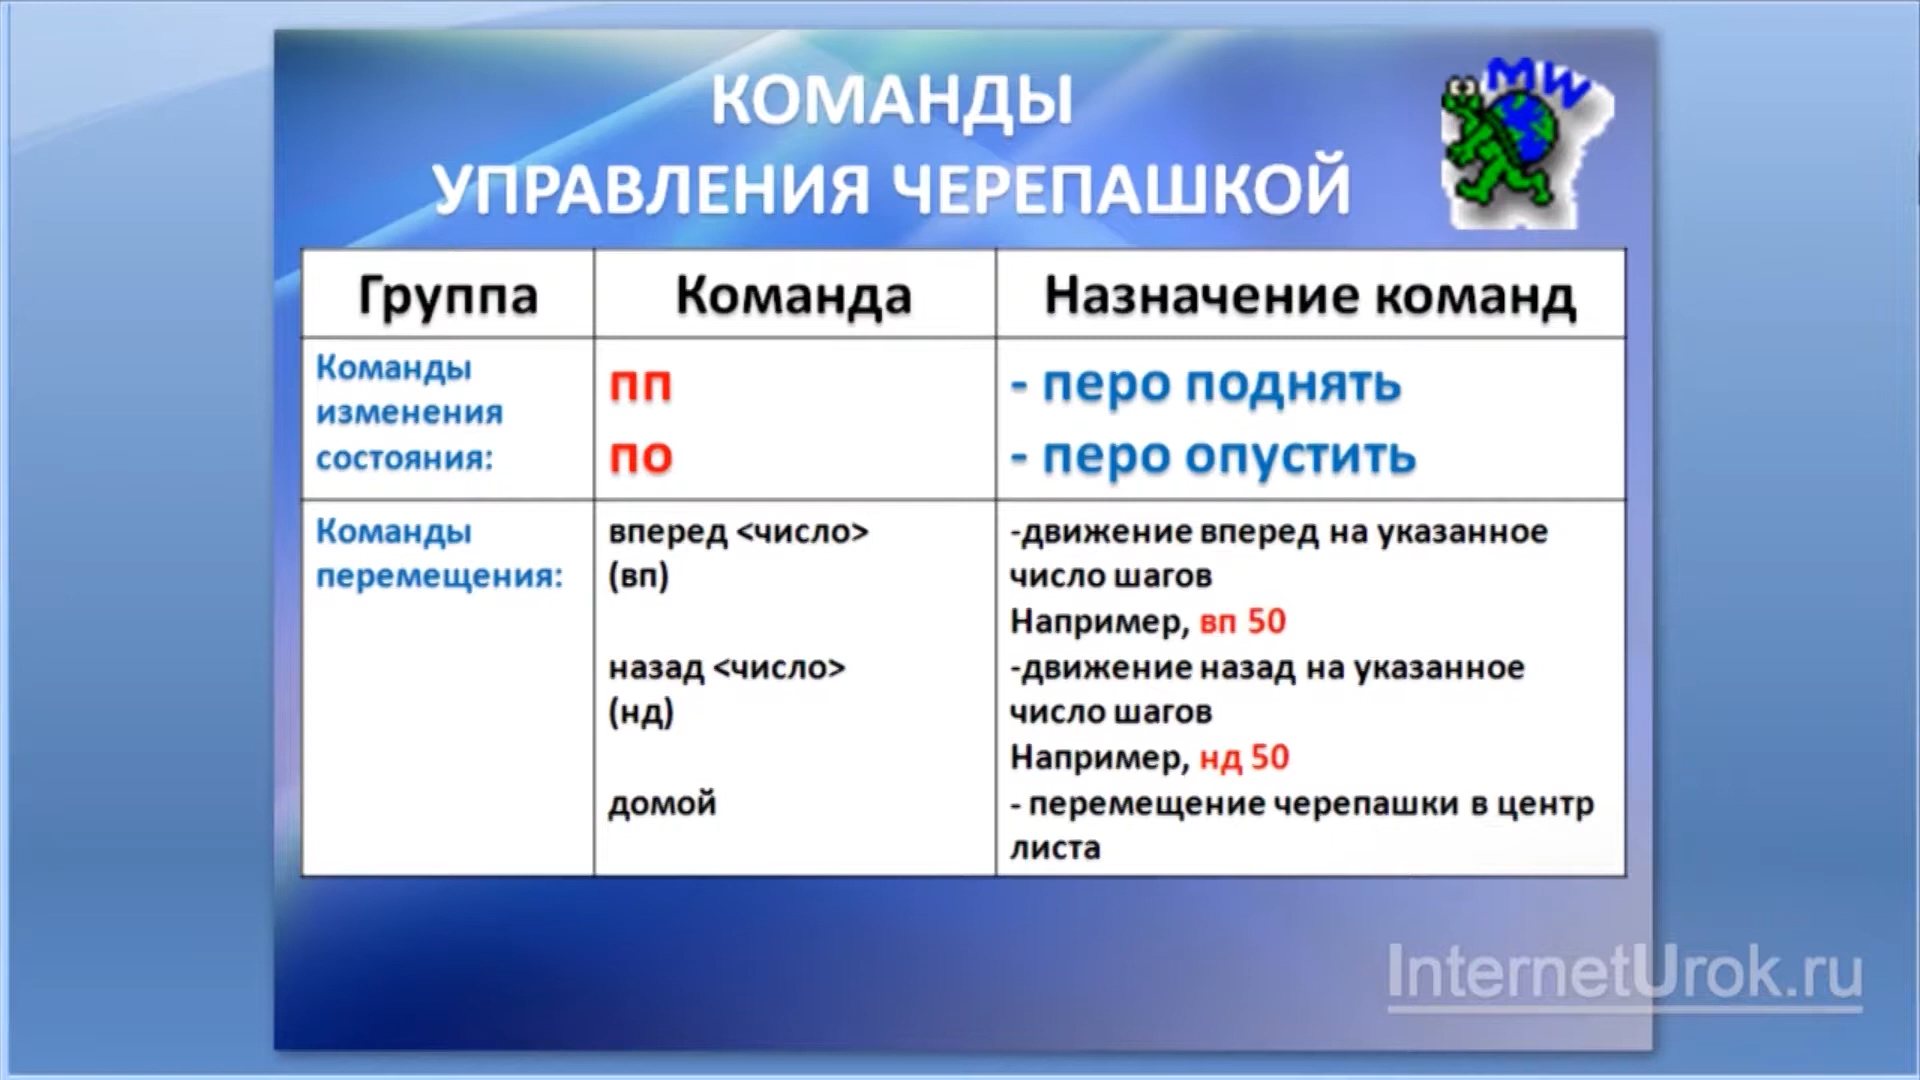 КОМАНДЫ
УПРАВЛЕНИЯ ЧЕРЕПАШКОЙ
MW
Группа
Команда
Назначение команд
Команды
изменения
состояния:
пп
по
- перо поднять
- перо опустить
Команды
перемещения:
вперед <число>
(вп)
назад <число>
(нд)
домой
-движение вперед на указанное
число шагов
Например, вп 50
-движение назад на указанное
число шагов
Например, нд 50
- перемещение черепашки в центр
листа
InternetUrok.ru